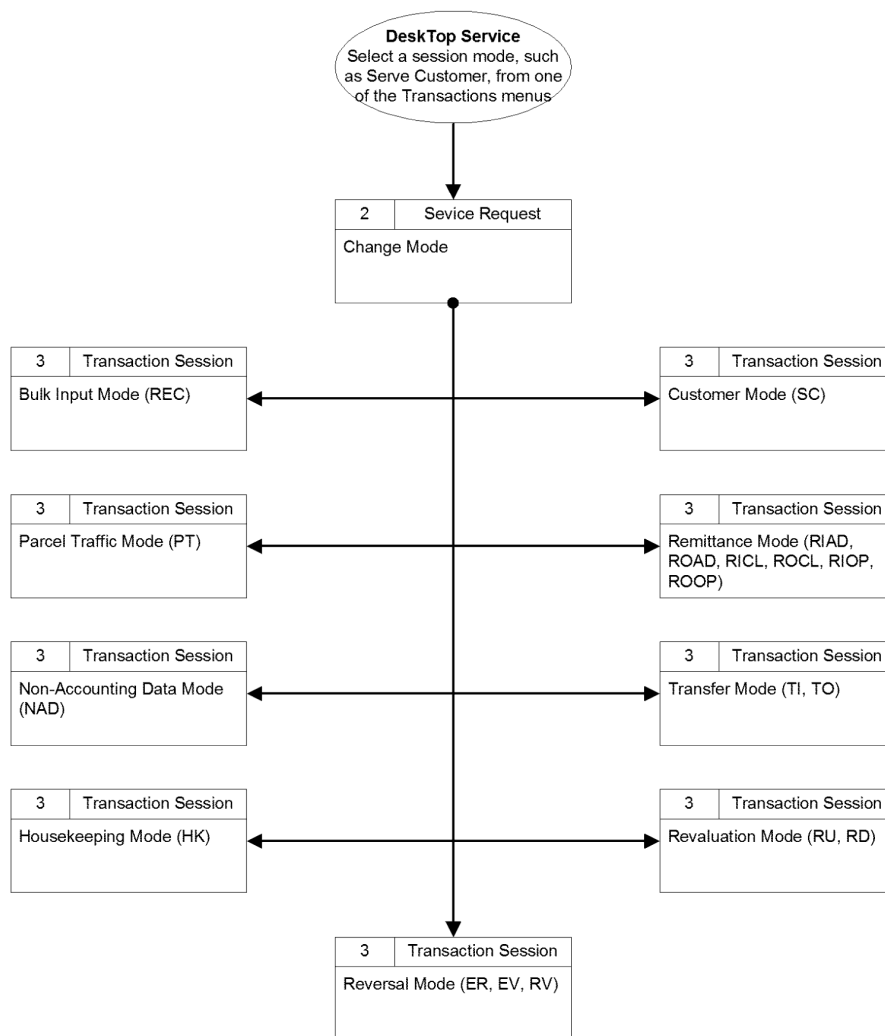 DeskTop Service
Select a session mode, such
as Serve Customer, from one
of the Transactions menus
2 Sevice Request
Change Mode
3 Transaction Session
Bulk Input Mode (REC)
3 Transaction Session
Customer Mode (SC)
3 Transaction Session
Parcel Traffic Mode (PT)
3 Transaction Session
Remittance Mode (RIAD,
ROAD, RICL, ROCL, RIOP,
ROOP)
3 Transaction Session
Non-Accounting Data Mode
(NAD)
3 Transaction Session
Transfer Mode (TI, TO)
3 Transaction Session
Housekeeping Mode (HK)
3 Transaction Session
Revaluation Mode (RU, RD)
3 Transaction Session
Reversal Mode (ER, EV, RV)